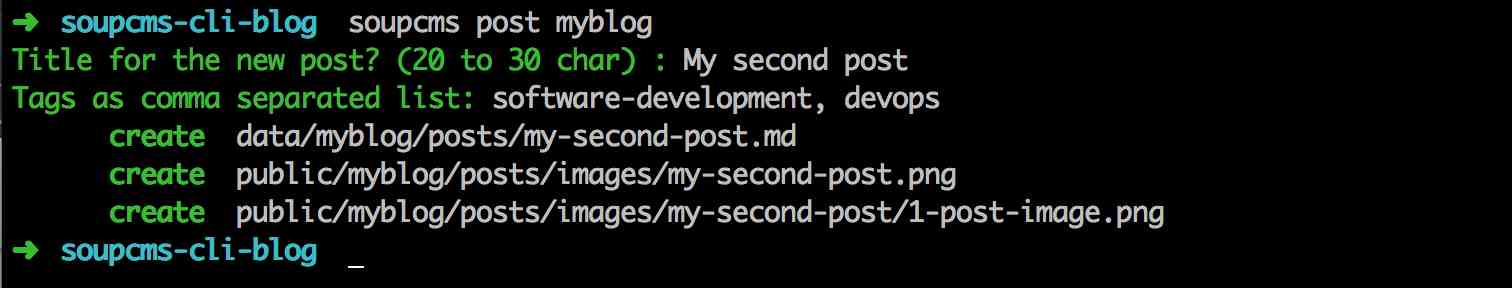 ➜ soupcms-cli-blog soupcms post myblog
Title for the new post? (20 to 30 char) : My second post
Tags as comma separated list: software-development, devops
create data/myblog/posts/my-second-post.md
create public/myblog/posts/images/my-second-post.png
create public/myblog/posts/images/my-second-post/1-post-image.png
➜ soupcms-cli-blog _